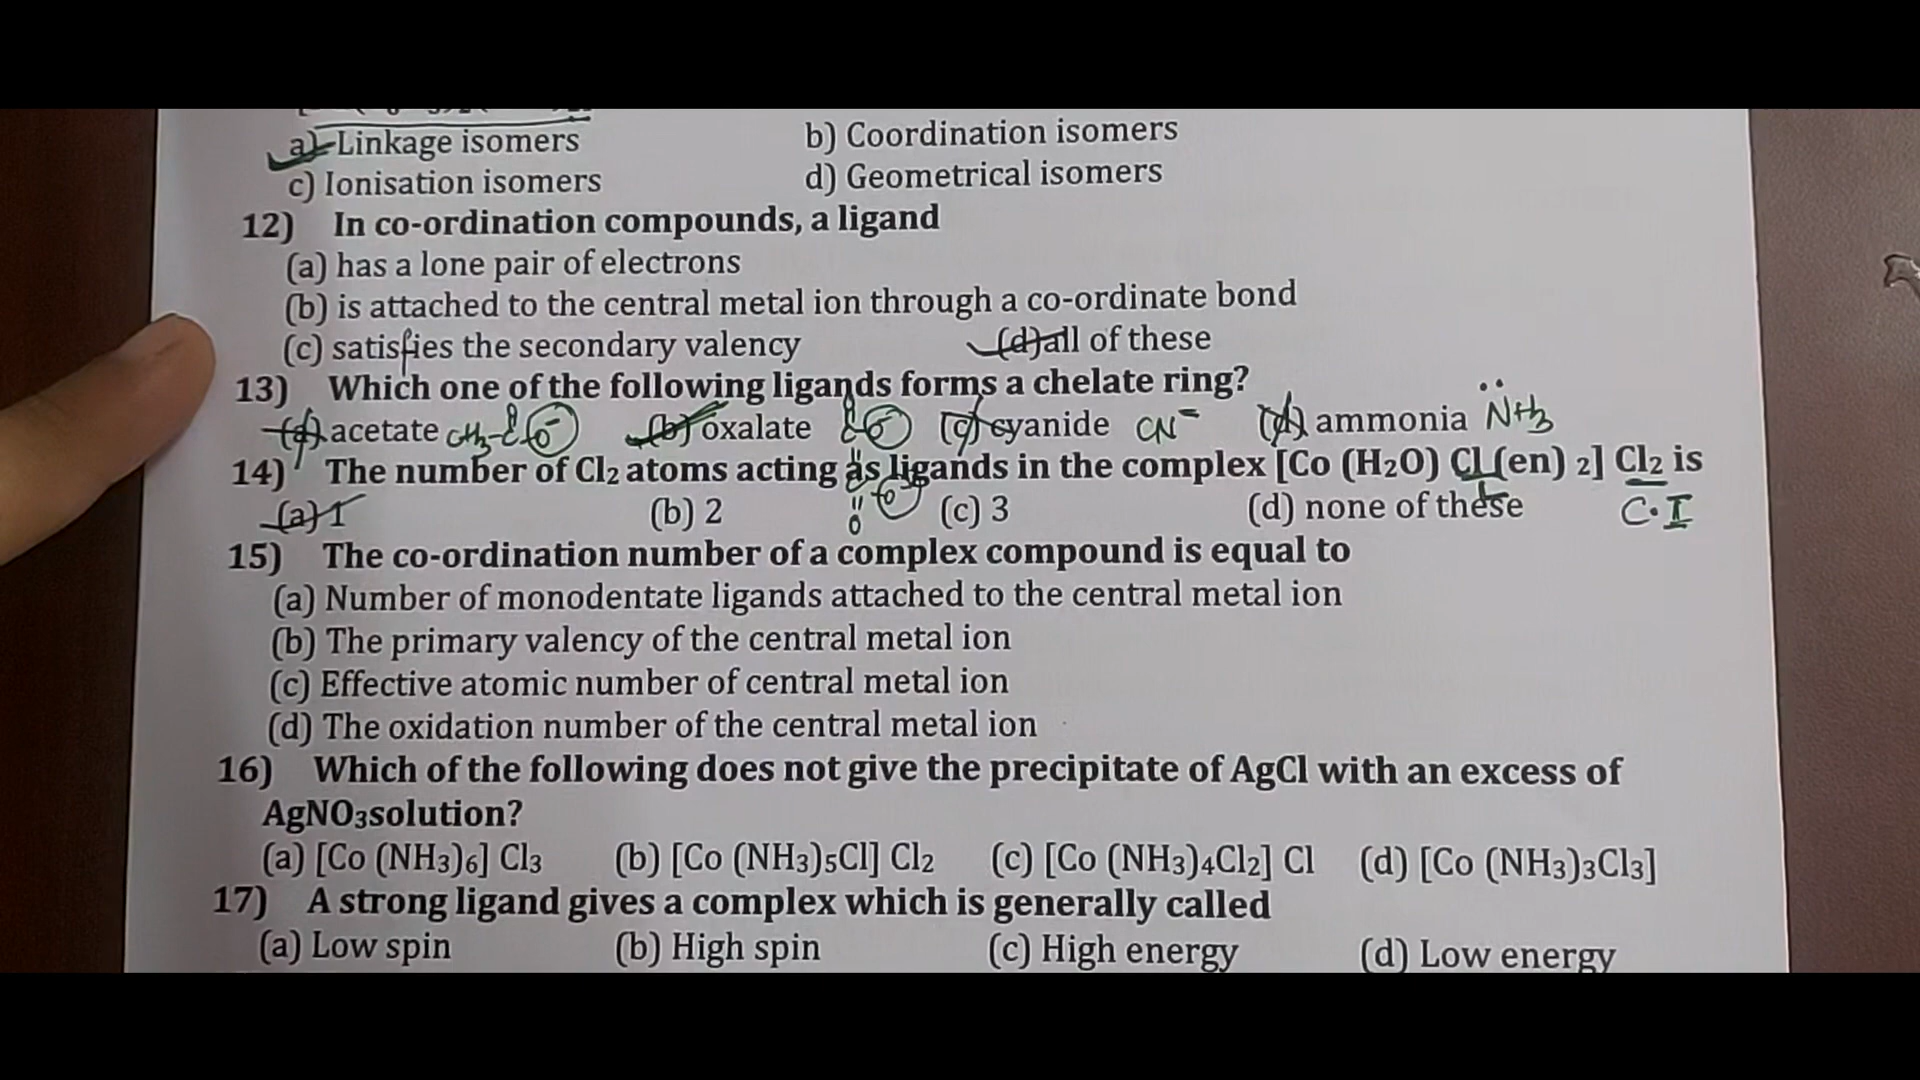 a) Linkage isomers b) Coordination isomers
c) Ionisation isomers d) Geometrical isomers
12) In co-ordination compounds, a ligand
(a) has a lone pair of electrons
(b) is attached to the central metal ion through a co-ordinate bond
(c) satisfies the secondary valency (d) all of these
13) Which one of the following ligands forms a chelate ring?
(a) acetate (b) oxalate (c) cyanide CN⁻ (d) ammonia NH3
14) The number of Cl₂ atoms acting as ligands in the complex [Co (H₂O) Cl (en) ₂] Cl₂ is
(a) 1 (b) 2 (c) 3 (d) none of these C.I
15) The co-ordination number of a complex compound is equal to
(a) Number of monodentate ligands attached to the central metal ion
(b) The primary valency of the central metal ion
(c) Effective atomic number of central metal ion
(d) The oxidation number of the central metal ion
16) Which of the following does not give the precipitate of AgCl with an excess of
AgNO₃solution?
(a) [Co (NH₃)₆] Cl₃ (b) [Co (NH₃)₅Cl] Cl₂ (c) [Co (NH₃)₄Cl₂] Cl (d) [Co (NH₃)₃Cl₃]
17) A strong ligand gives a complex which is generally called
(a) Low spin (b) High spin (c) High energy (d) Low energy